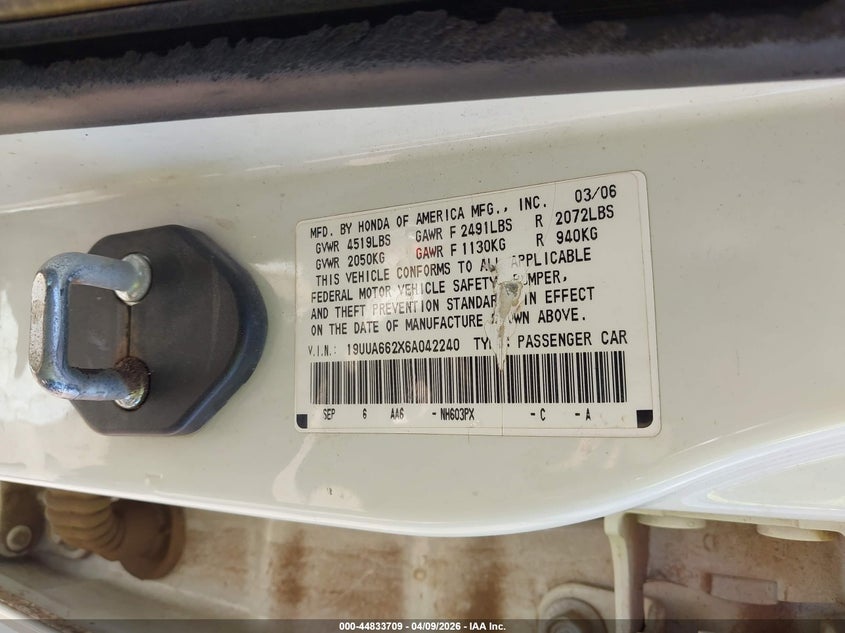 MFD. BY HONDA OF AMERICA MFG., INC. 03/06
GVWR 4519LBS GAWR F 2491LBS R 2072LBS
GVWR 2050KG GAWR F 1130KG R 940KG
THIS VEHICLE CONFORMS TO ALL APPLICABLE
FEDERAL MOTOR VEHICLE SAFETY, BUMPER,
AND THEFT PREVENTION STANDARDS IN EFFECT
ON THE DATE OF MANUFACTURE SHOWN ABOVE.
V.I.N.: 19UUA662X6A042240 TYPE: PASSENGER CAR
SEP 6 AA6 - NH603PX - C - A
000-44833709 - 04/09/2026 - IAA Inc.